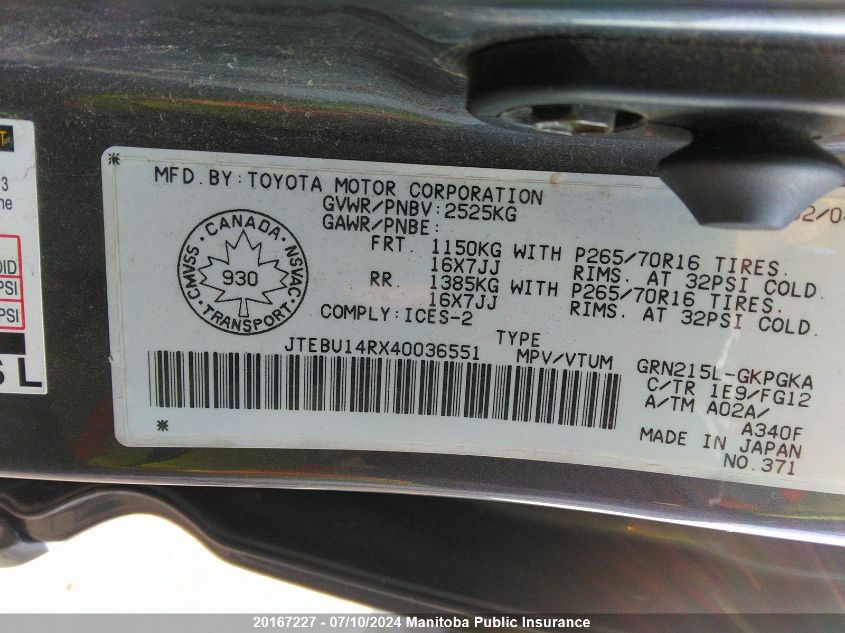 MFD. BY: TOYOTA MOTOR CORPORATION
GVWR/PNBV: 2525KG
GAWR/PNBE:
FRT. 1150KG WITH P265/70R16 TIRES.
16X7JJ RIMS. AT 32PSI COLD.
RR. 1385KG WITH P265/70R16 TIRES.
16X7JJ RIMS. AT 32PSI COLD.
COMPLY: ICES-2
CANADA
CMVSS 930 NSVAC
TRANSPORT
JTEBU14RX40036551
TYPE
MPV/VTUM
GRN215L-GKPGKA
C/TR 1E9/FG12
A/TM A02A/
A340F
MADE IN JAPAN
NO.371
PSI
PSI
S L
20167227 - 07/10/2024 Manitoba Public Insurance